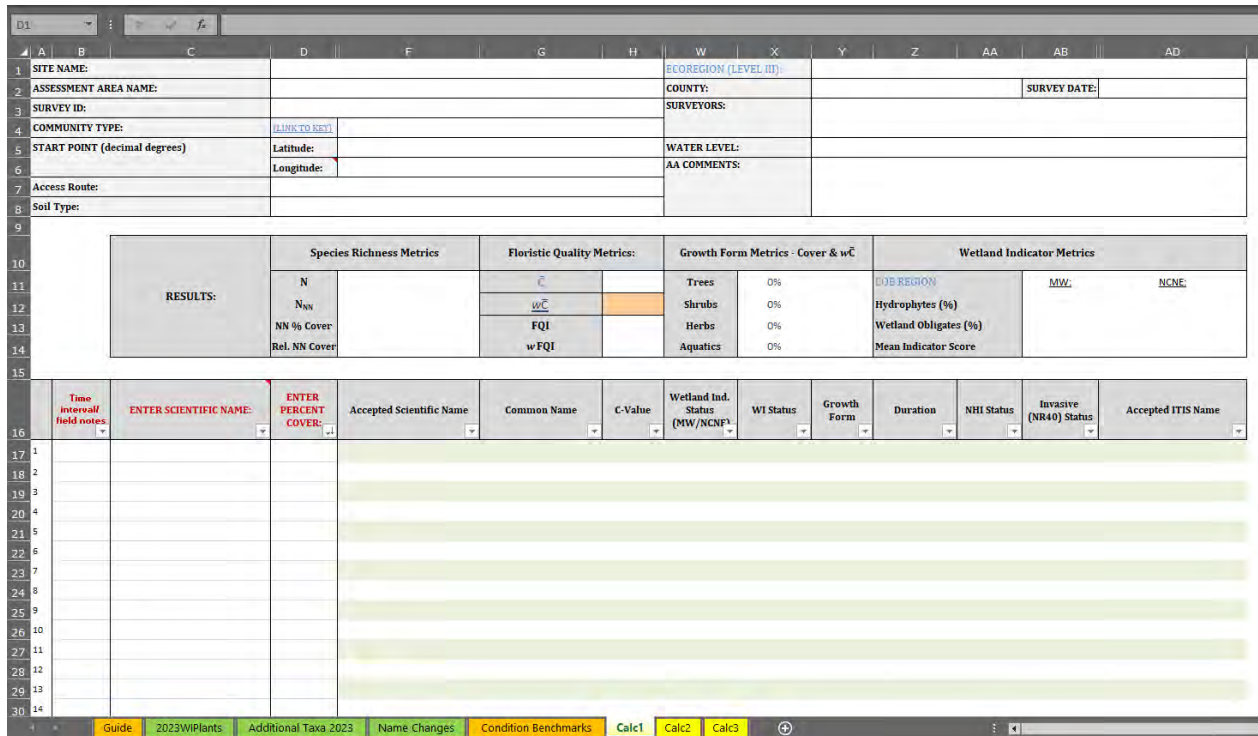 D1 fx
A B C D F G H W X Y Z AA AB AD
1 SITE NAME: ECOREGION (LEVEL III):
2 ASSESSMENT AREA NAME: COUNTY: SURVEY DATE:
3 SURVEY ID: SURVEYORS:
4 COMMUNITY TYPE: [LINK TO KEY]
5 START POINT (decimal degrees) Latitude: WATER LEVEL:
6 Longitude: AA COMMENTS:
7 Access Route:
8 Soil Type:
9
10 Species Richness Metrics Floristic Quality Metrics: Growth Form Metrics - Cover & wC̅ Wetland Indicator Metrics
RESULTS:
11 N C̅ Trees 0% COE REGION MW: NCNE:
12 NNN wC̅ Shrubs 0% Hydrophytes (%)
13 NN % Cover FQI Herbs 0% Wetland Obligates (%)
14 Rel. NN Cover w FQI Aquatics 0% Mean Indicator Score
15
16 Time interval/ field notes ENTER SCIENTIFIC NAME: ENTER PERCENT COVER: Accepted Scientific Name Common Name C-Value Wetland Ind. Status (MW/NCNE) WI Status Growth Form Duration NHI Status Invasive (NR40) Status Accepted ITIS Name
17 1
18 2
19 3
20 4
21 5
22 6
23 7
24 8
25 9
26 10
27 11
28 12
29 13
30 14
Guide 2023WIPlants Additional Taxa 2023 Name Changes Condition Benchmarks Calc1 Calc2 Calc3